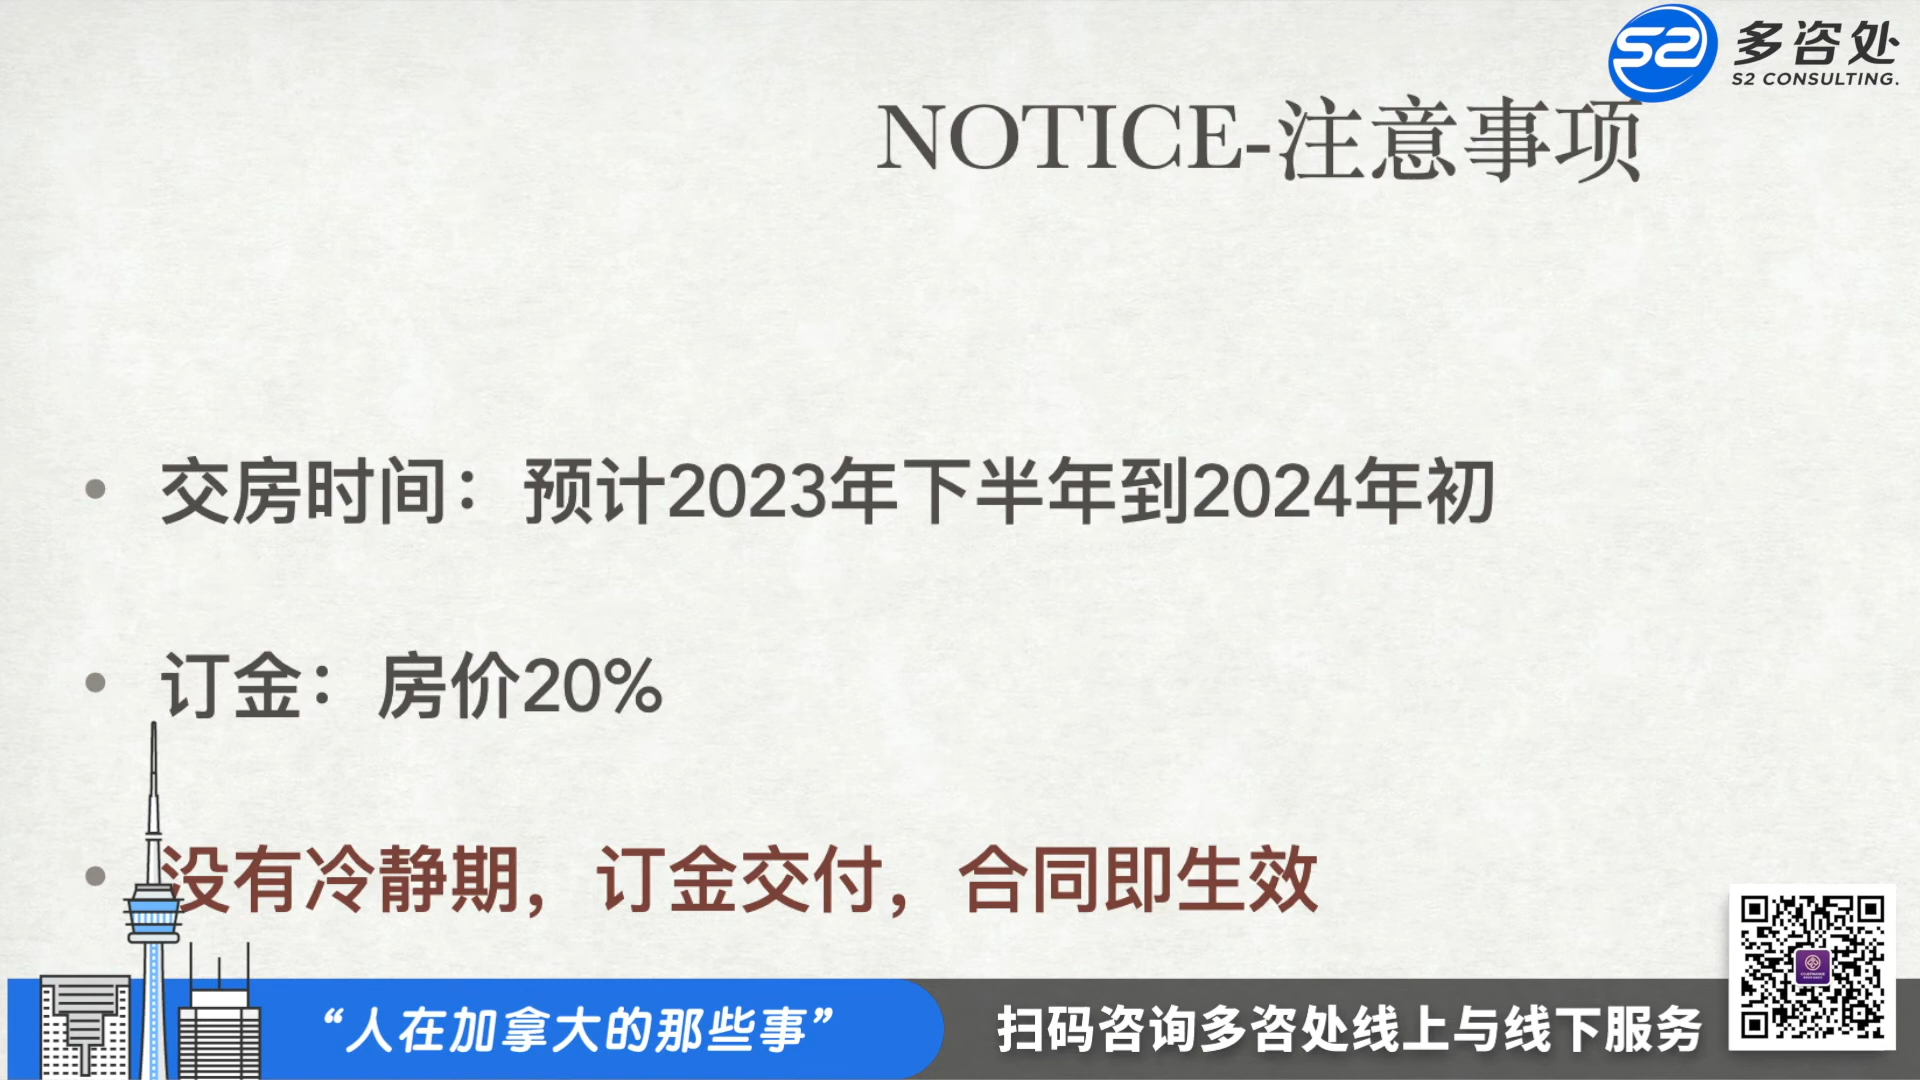 S2 多咨处
S2 CONSULTING.
NOTICE-注意事项
• 交房时间：预计2023年下半年到2024年初
• 订金：房价20%
• 没有冷静期，订金交付，合同即生效
“人在加拿大的那些事”
扫码咨询多咨处线上与线下服务